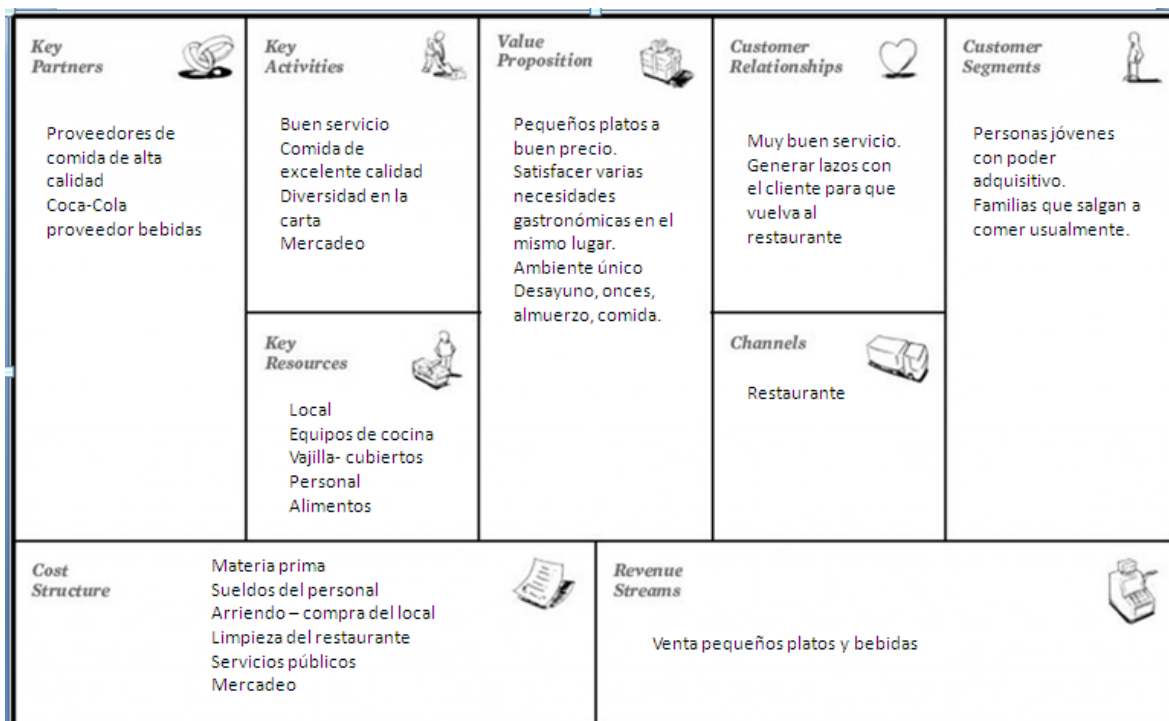 Key
Partners
Proveedores de
comida de alta
calidad
Coca-Cola
proveedor bebidas
Key
Activities
Buen servicio
Comida de
excelente calidad
Diversidad en la
carta
Mercadeo
Key
Resources
Local
Equipos de cocina
Vajilla- cubiertos
Personal
Alimentos
Value
Proposition
Pequeños platos a
buen precio.
Satisfacer varias
necesidades
gastronómicas en el
mismo lugar.
Ambiente único
Desayuno, onces,
almuerzo, comida.
Customer
Relationships
Muy buen servicio.
Generar lazos con
el cliente para que
vuelva al
restaurante
Channels
Restaurante
Customer
Segments
Personas jóvenes
con poder
adquisitivo.
Familias que salgan a
comer usualmente.
Cost
Structure
Materia prima
Sueldos del personal
Arriendo – compra del local
Limpieza del restaurante
Servicios públicos
Mercadeo
Revenue
Streams
Venta pequeños platos y bebidas